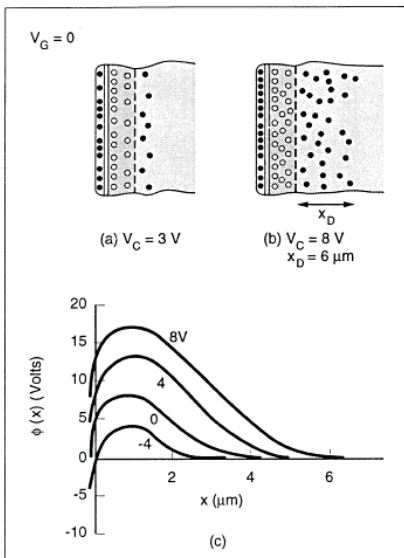 V_G = 0
(a) V_C = 3 V
x_D
(b) V_C = 8 V
x_D = 6 μm
20
15
10
5
0
-5
-10
ϕ (x) (Volts)
8V
4
0
-4
2
4
6
x (μm)
(c)